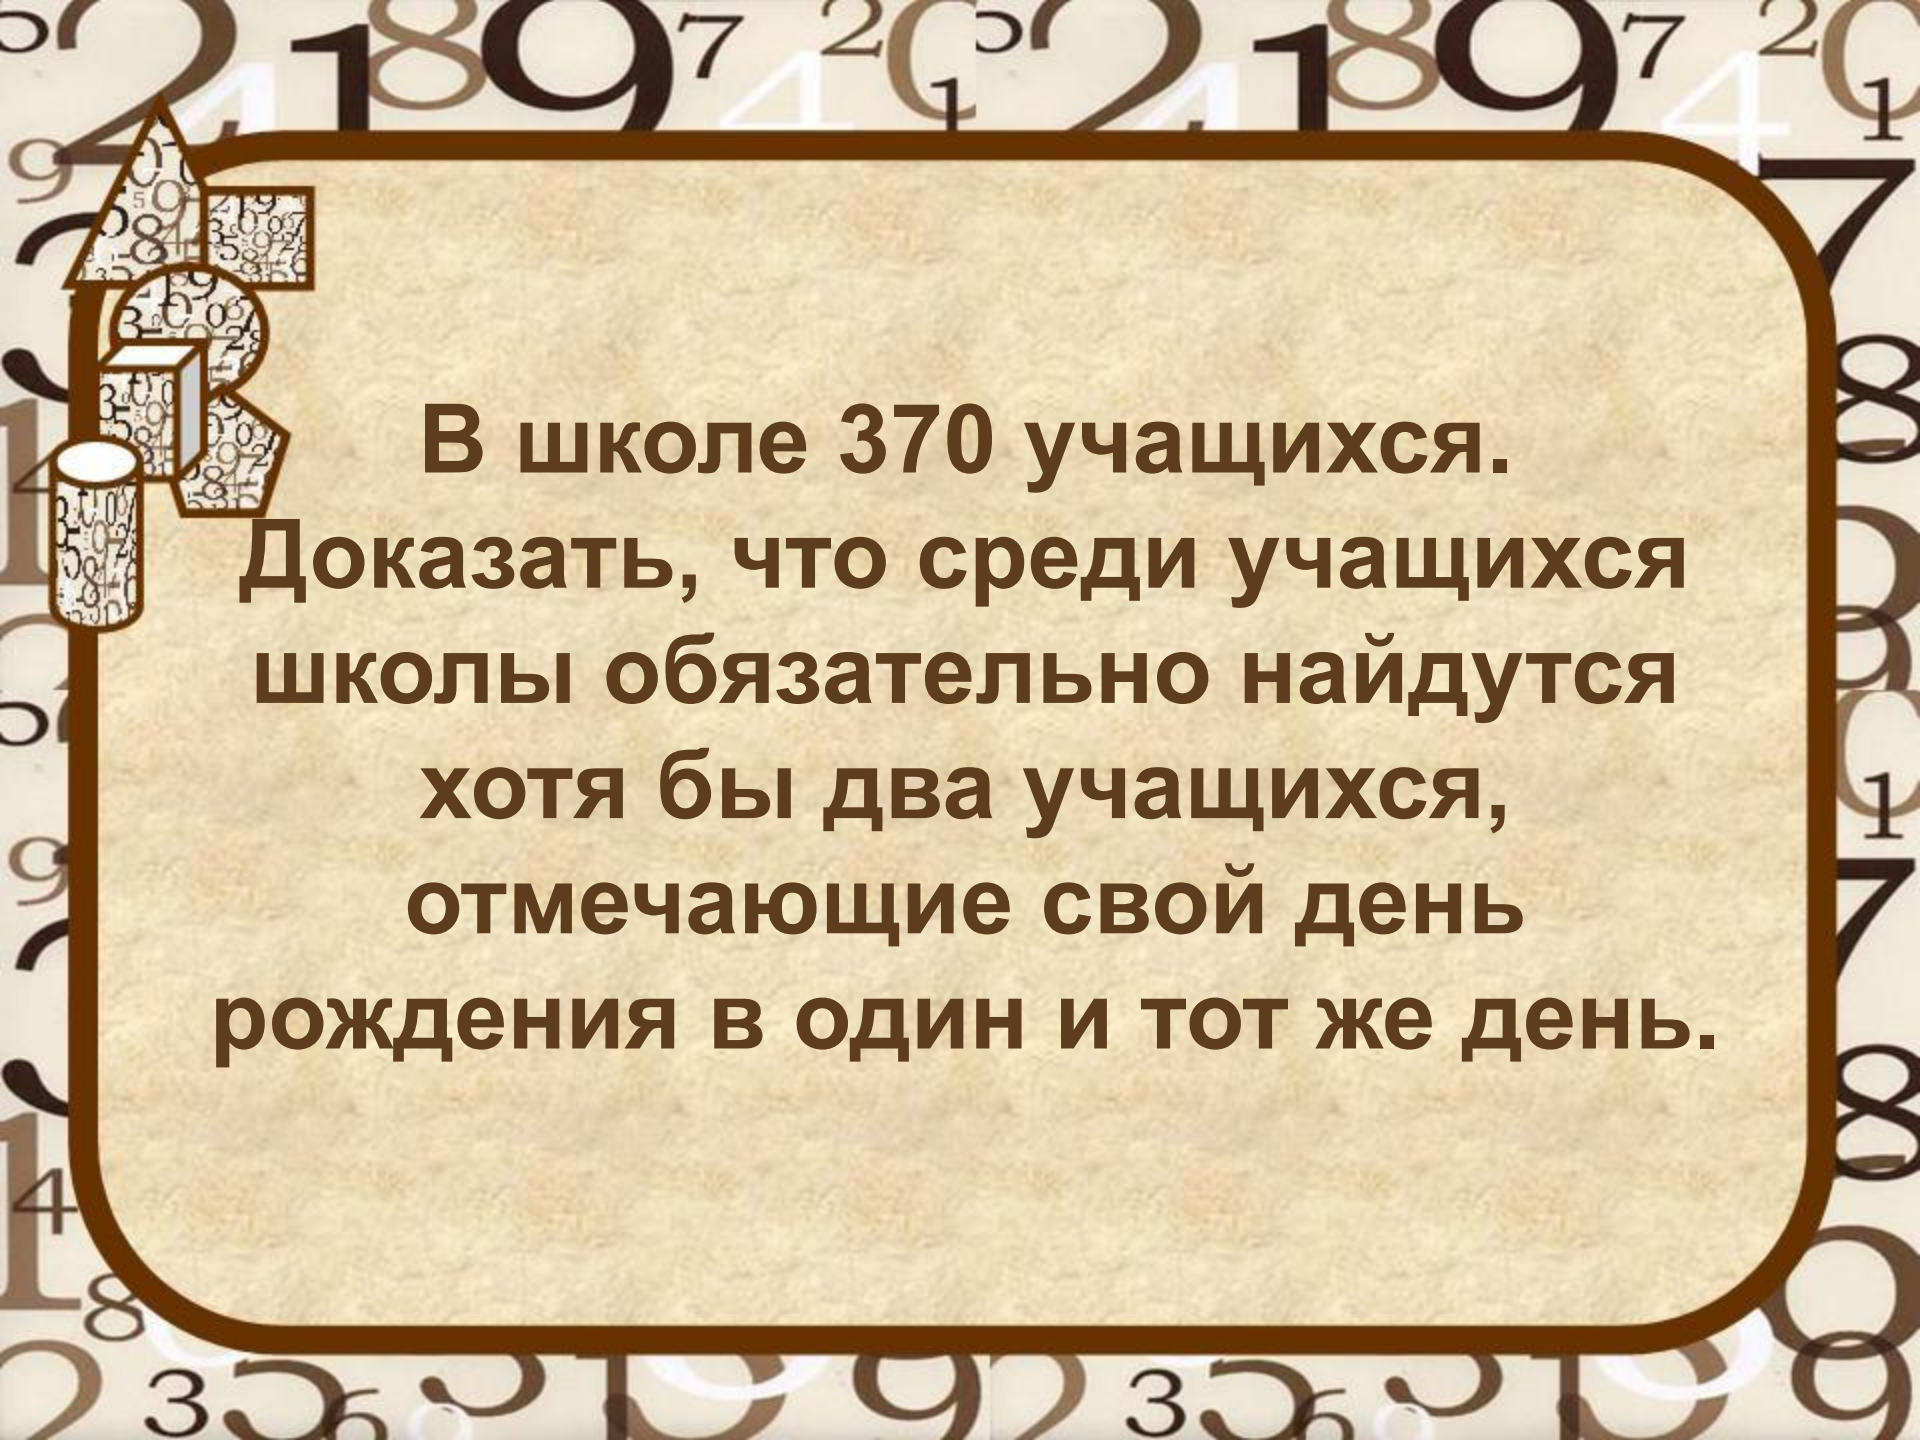 В школе 370 учащихся.
Доказать, что среди учащихся
школы обязательно найдутся
хотя бы два учащихся,
отмечающие свой день
рождения в один и тот же день.